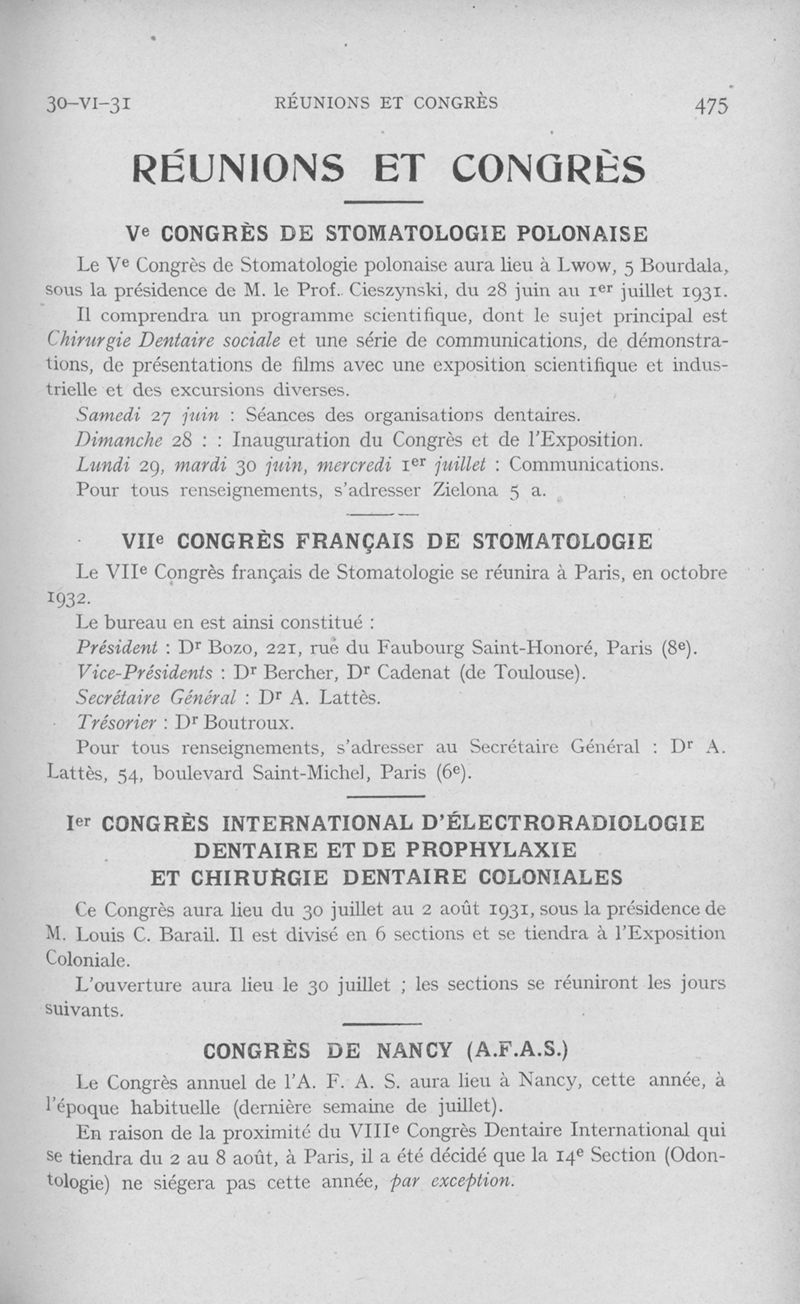 30-VI-31 RÉUNIONS ET CONGRÈS 475
RÉUNIONS ET CONGRÈS
Ve CONGRÈS DE STOMATOLOGIE POLONAISE
Le Ve Congrès de Stomatologie polonaise aura lieu à Lwow, 5 Bourdala,
sous la présidence de M. le Prof. Cieszynski, du 28 juin au 1er juillet 1931.
Il comprendra un programme scientifique, dont le sujet principal est
Chirurgie Dentaire sociale et une série de communications, de démonstra-
tions, de présentations de films avec une exposition scientifique et indus-
trielle et des excursions diverses.
Samedi 27 juin : Séances des organisations dentaires.
Dimanche 28 : : Inauguration du Congrès et de l'Exposition.
Lundi 29, mardi 30 juin, mercredi 1er juillet : Communications.
Pour tous renseignements, s'adresser Zielona 5 a.
VIIe CONGRÈS FRANÇAIS DE STOMATOLOGIE
Le VIIe Congrès français de Stomatologie se réunira à Paris, en octobre
1932.
Le bureau en est ainsi constitué :
Président : Dr Bozo, 221, rue du Faubourg Saint-Honoré, Paris (8e).
Vice-Présidents : Dr Bercher, Dr Cadenat (de Toulouse).
Secrétaire Général : Dr A. Lattès.
Trésorier : Dr Boutroux.
Pour tous renseignements, s'adresser au Secrétaire Général : Dr A.
Lattès, 54, boulevard Saint-Michel, Paris (6e).
Ier CONGRÈS INTERNATIONAL D'ÉLECTRORADIOLOGIE
DENTAIRE ET DE PROPHYLAXIE
ET CHIRURGIE DENTAIRE COLONIALES
Ce Congrès aura lieu du 30 juillet au 2 août 1931, sous la présidence de
M. Louis C. Barail. Il est divisé en 6 sections et se tiendra à l'Exposition
Coloniale.
L'ouverture aura lieu le 30 juillet ; les sections se réuniront les jours
suivants.
CONGRÈS DE NANCY (A.F.A.S.)
Le Congrès annuel de l'A. F. A. S. aura lieu à Nancy, cette année, à
l'époque habituelle (dernière semaine de juillet).
En raison de la proximité du VIIIe Congrès Dentaire International qui
se tiendra du 2 au 8 août, à Paris, il a été décidé que la 14e Section (Odon-
tologie) ne siégera pas cette année, par exception.